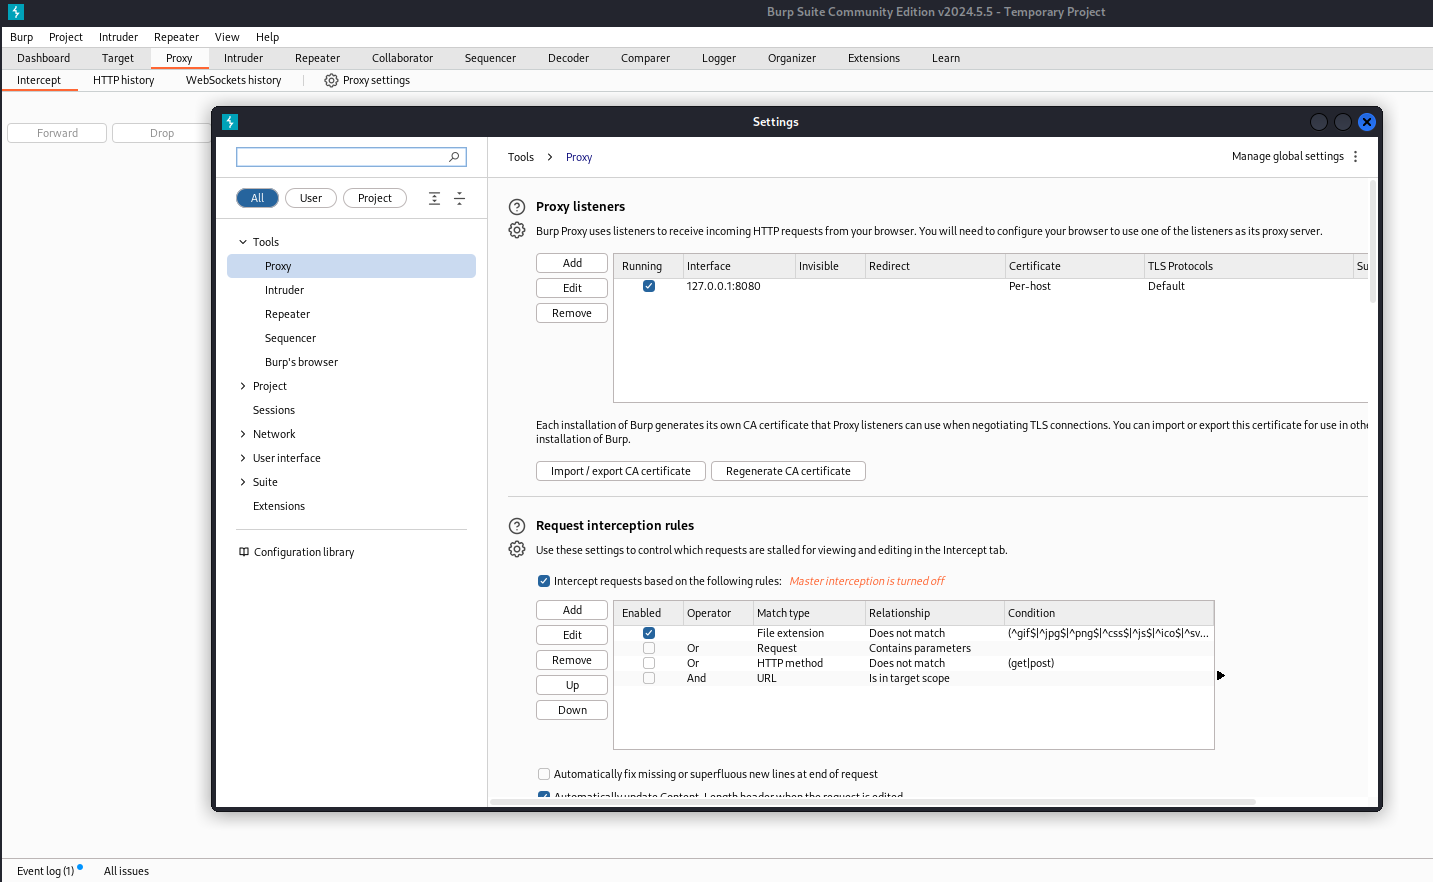 Burp Suite Community Edition v2024.5.5 - Temporary Project
Burp Project Intruder Repeater View Help
Dashboard Target Proxy Intruder Repeater Collaborator Sequencer Decoder Comparer Logger Organizer Extensions Learn
Intercept HTTP history WebSockets history Proxy settings
Forward Drop
Settings
Tools > Proxy
Manage global settings
All User Project
Tools
Proxy
Intruder
Repeater
Sequencer
Burp's browser
Project
Sessions
Network
User interface
Suite
Extensions
Configuration library
Proxy listeners
Burp Proxy uses listeners to receive incoming HTTP requests from your browser. You will need to configure your browser to use one of the listeners as its proxy server.
Add
Edit
Remove
Running Interface Invisible Redirect Certificate TLS Protocols Su
127.0.0.1:8080 Per-host Default
Each installation of Burp generates its own CA certificate that Proxy listeners can use when negotiating TLS connections. You can import or export this certificate for use in othe
installation of Burp.
Import / export CA certificate Regenerate CA certificate
Request interception rules
Use these settings to control which requests are stalled for viewing and editing in the Intercept tab.
Intercept requests based on the following rules: Master interception is turned off
Add
Edit
Remove
Up
Down
Enabled Operator Match type Relationship Condition
File extension Does not match (^gif$|^jpg$|^png$|^css$|^js$|^ico$|^sv...
Or Request Contains parameters
Or HTTP method Does not match (get|post)
And URL Is in target scope
Automatically fix missing or superfluous new lines at end of request
Automatically update Content-Length header when the request is edited
Event log (1) All issues